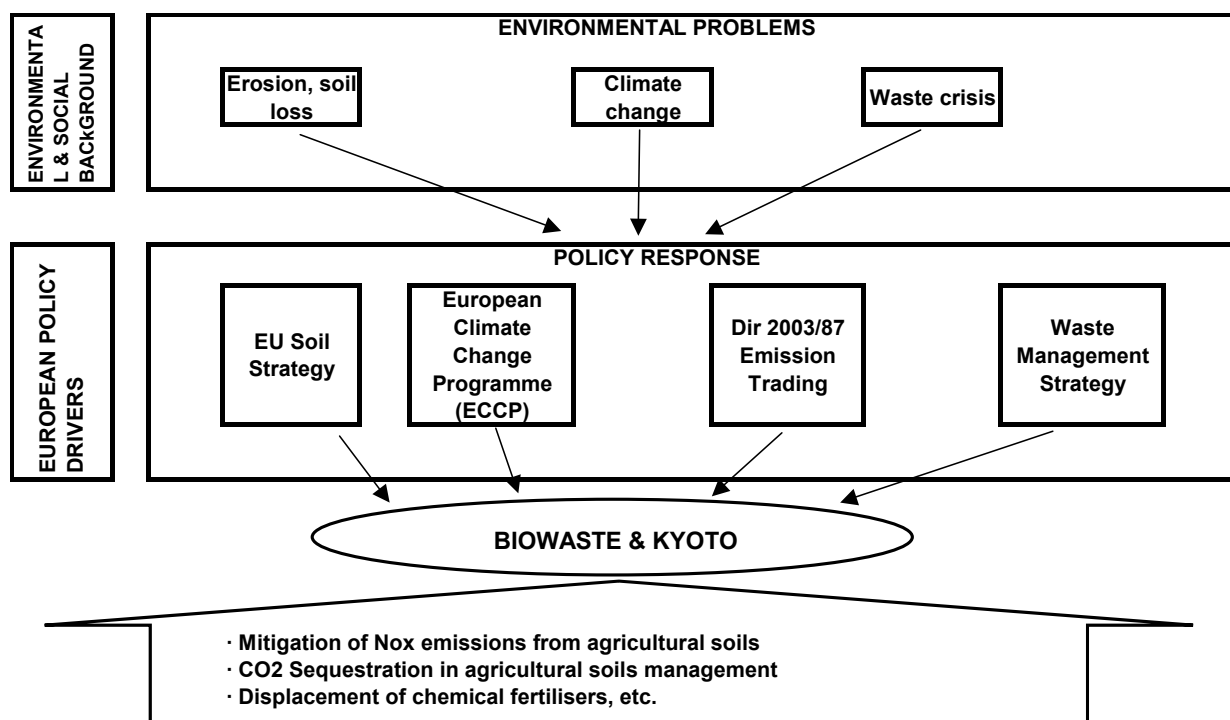 ENVIRONMENTA
L & SOCIAL
BACkGROUND
ENVIRONMENTAL PROBLEMS
Erosion, soil
loss
Climate
change
Waste crisis
EUROPEAN POLICY
DRIVERS
POLICY RESPONSE
EU Soil
Strategy
European
Climate
Change
Programme
(ECCP)
Dir 2003/87
Emission
Trading
Waste
Management
Strategy
BIOWASTE & KYOTO
· Mitigation of Nox emissions from agricultural soils
· CO2 Sequestration in agricultural soils management
· Displacement of chemical fertilisers, etc.